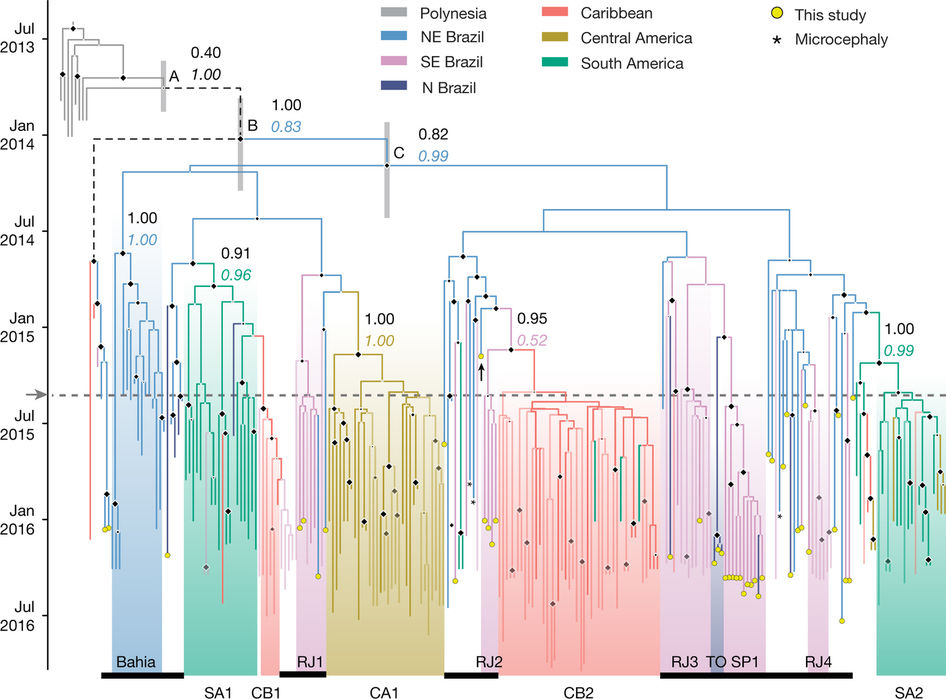 Polynesia
NE Brazil
SE Brazil
N Brazil
Caribbean
Central America
South America
This study
* Microcephaly
Jul
2013
Jan
2014
Jul
2014
Jan
2015
Jul
2015
Jan
2016
Jul
2016
A
0.40
1.00
B
1.00
0.83
C
0.82
0.99
1.00
1.00
0.91
0.96
1.00
1.00
0.95
0.52
1.00
0.99
*
*
*
Bahia
RJ1
RJ2
RJ3
TO
SP1
RJ4
SA1
CB1
CA1
CB2
SA2